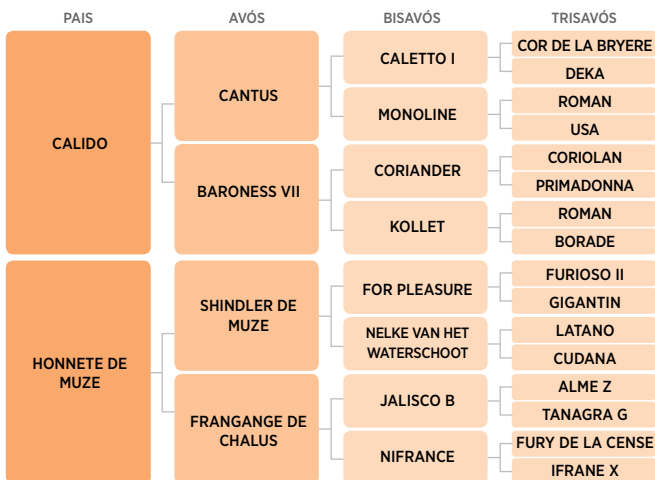 PAIS
AVÓS
BISAVÓS
TRISAVÓS
CALIDO
CANTUS
BARONESS VII
CALETTO I
MONOLINE
CORIANDER
KOLLET
COR DE LA BRYERE
DEKA
ROMAN
USA
CORIOLAN
PRIMADONNA
ROMAN
BORADE
HONNETE DE
MUZE
SHINDLER DE
MUZE
FRANGANGE DE
CHALUS
FOR PLEASURE
NELKE VAN HET
WATERSCHOOT
JALISCO B
NIFRANCE
FURIOSO II
GIGANTIN
LATANO
CUDANA
ALME Z
TANAGRA G
FURY DE LA CENSE
IFRANE X